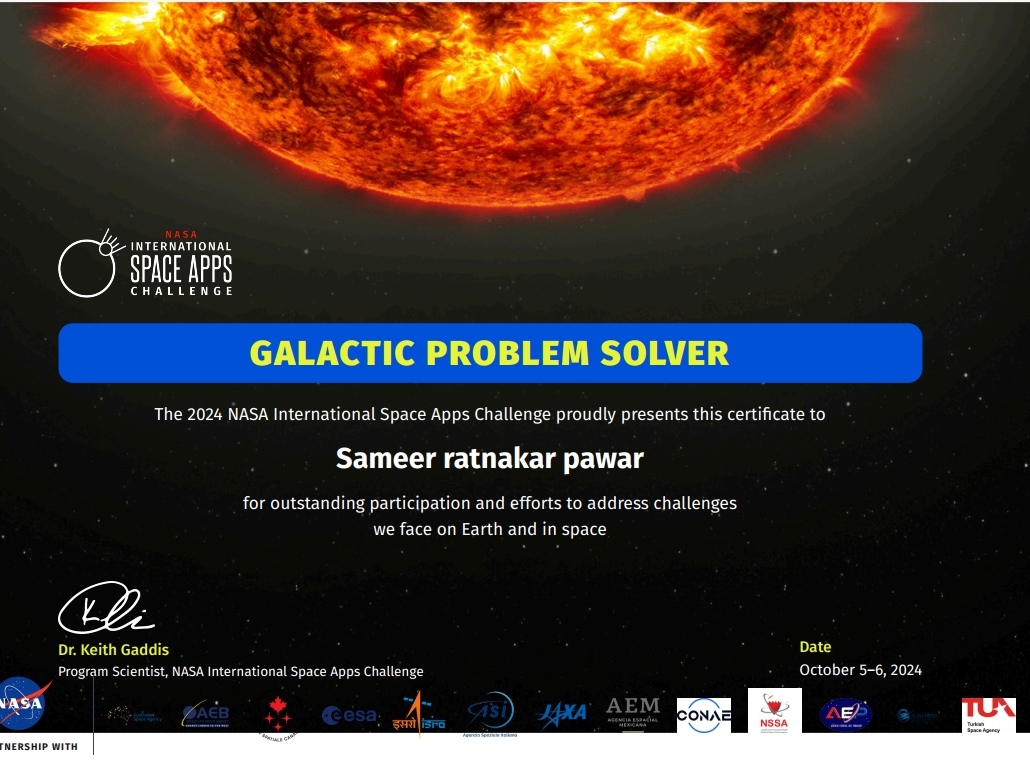 NASA
INTERNATIONAL
SPACE APPS
CHALLENGE
GALACTIC PROBLEM SOLVER
The 2024 NASA International Space Apps Challenge proudly presents this certificate to
Sameer ratnakar pawar
for outstanding participation and efforts to address challenges
we face on Earth and in space
Dr. Keith Gaddis
Program Scientist, NASA International Space Apps Challenge
Date
October 5–6, 2024
NASA
TNERSHIP WITH
AEB
esa
इसरो isro
asi
Agenzia Spaziale Italiana
JAXA
AEM
AGENCIA ESPACIAL
MEXICANA
CONAE
NSSA
AEP
TUA
Turkish
Space Agency